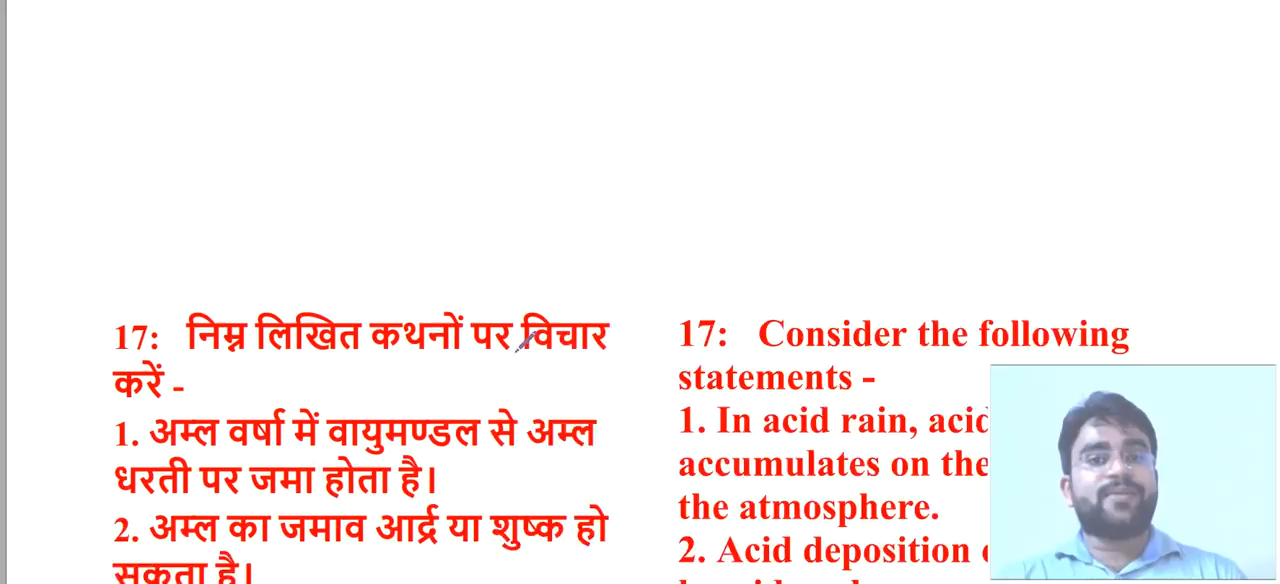 17: निम्न लिखित कथनों पर विचार
करें -
1. अम्ल वर्षा में वायुमण्डल से अम्ल
धरती पर जमा होता है।
2. अम्ल का जमाव आर्द्र या शुष्क हो
सकता है।
17: Consider the following
statements -
1. In acid rain, acid
accumulates on the
the atmosphere.
2. Acid deposition